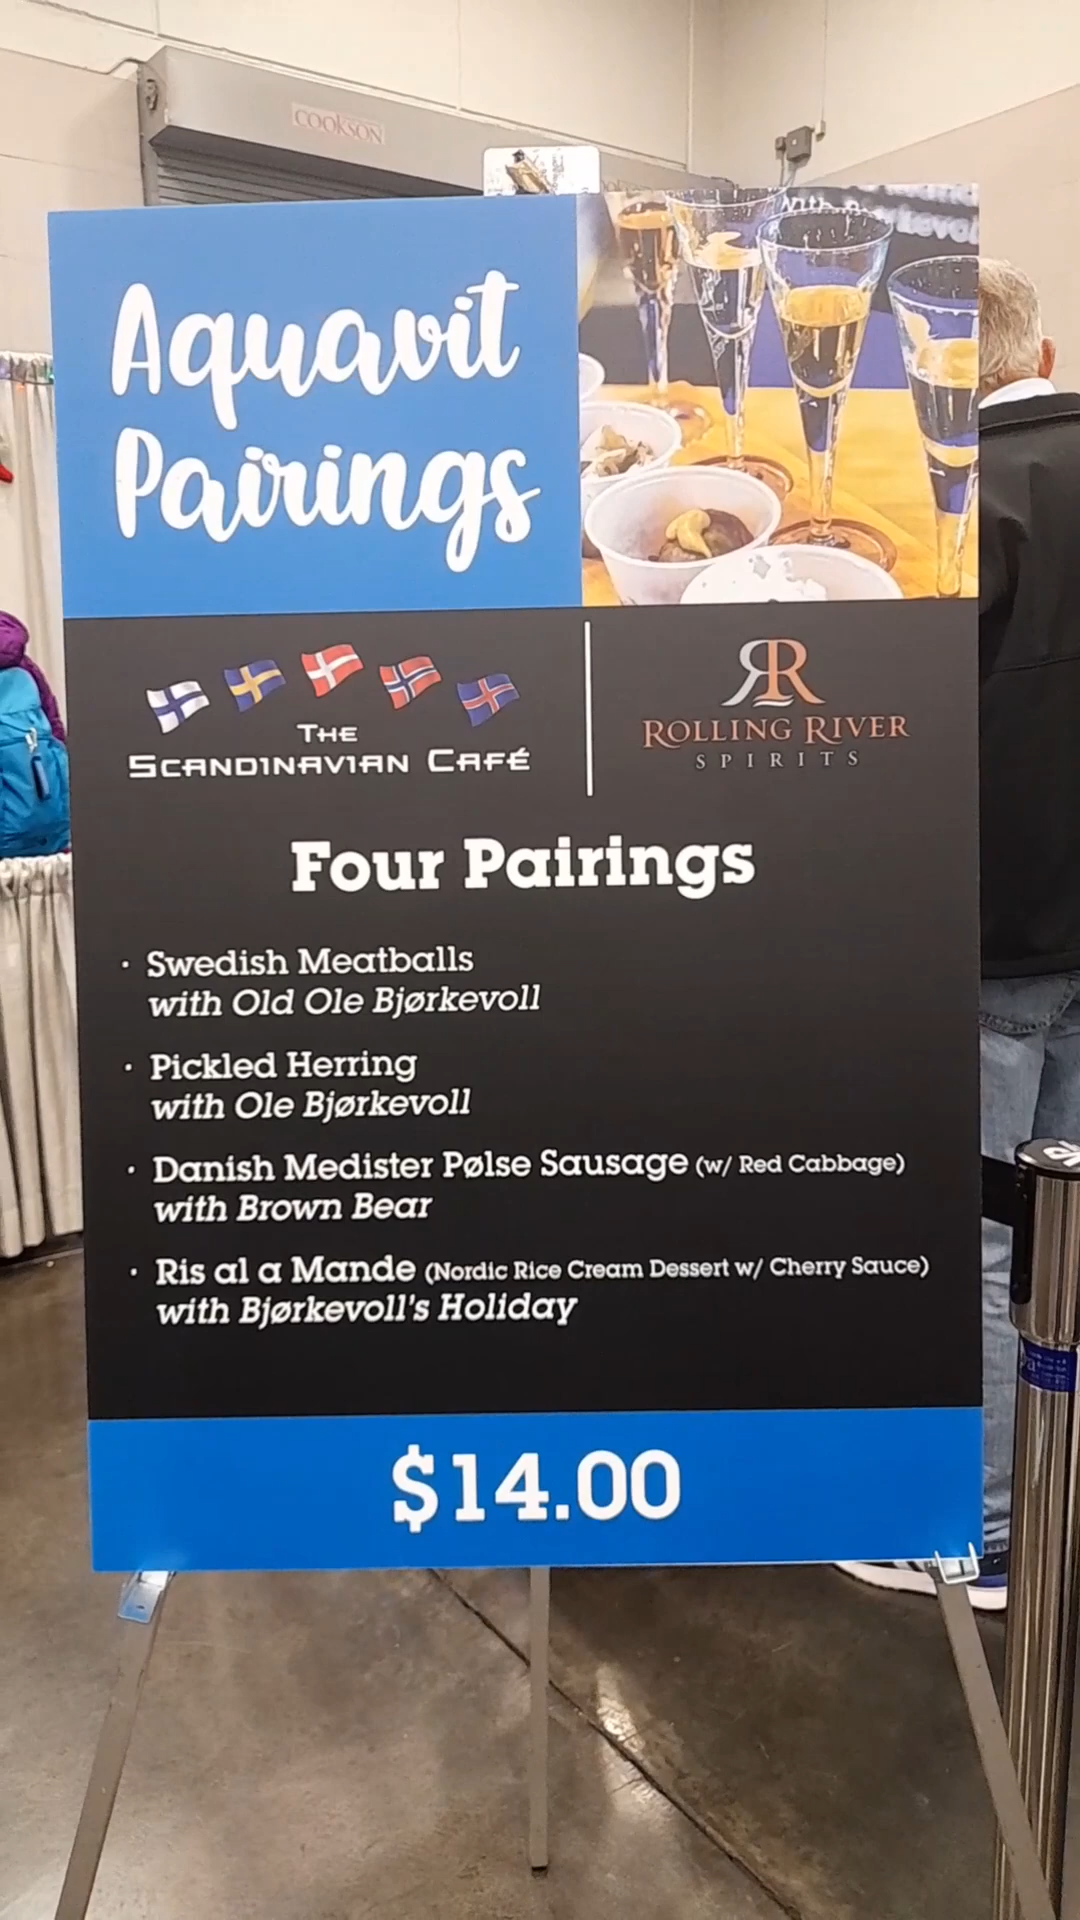 COOKSON
Aquavit
Pairings
THE
SCANDINAVIAN CAFÉ
RR
ROLLING RIVER
SPIRITS
Four Pairings
· Swedish Meatballs
with Old Ole Bjørkevoll
· Pickled Herring
with Ole Bjørkevoll
· Danish Medister Pølse Sausage (w/ Red Cabbage)
with Brown Bear
· Ris al a Mande (Nordic Rice Cream Dessert w/ Cherry Sauce)
with Bjørkevoll's Holiday
$14.00